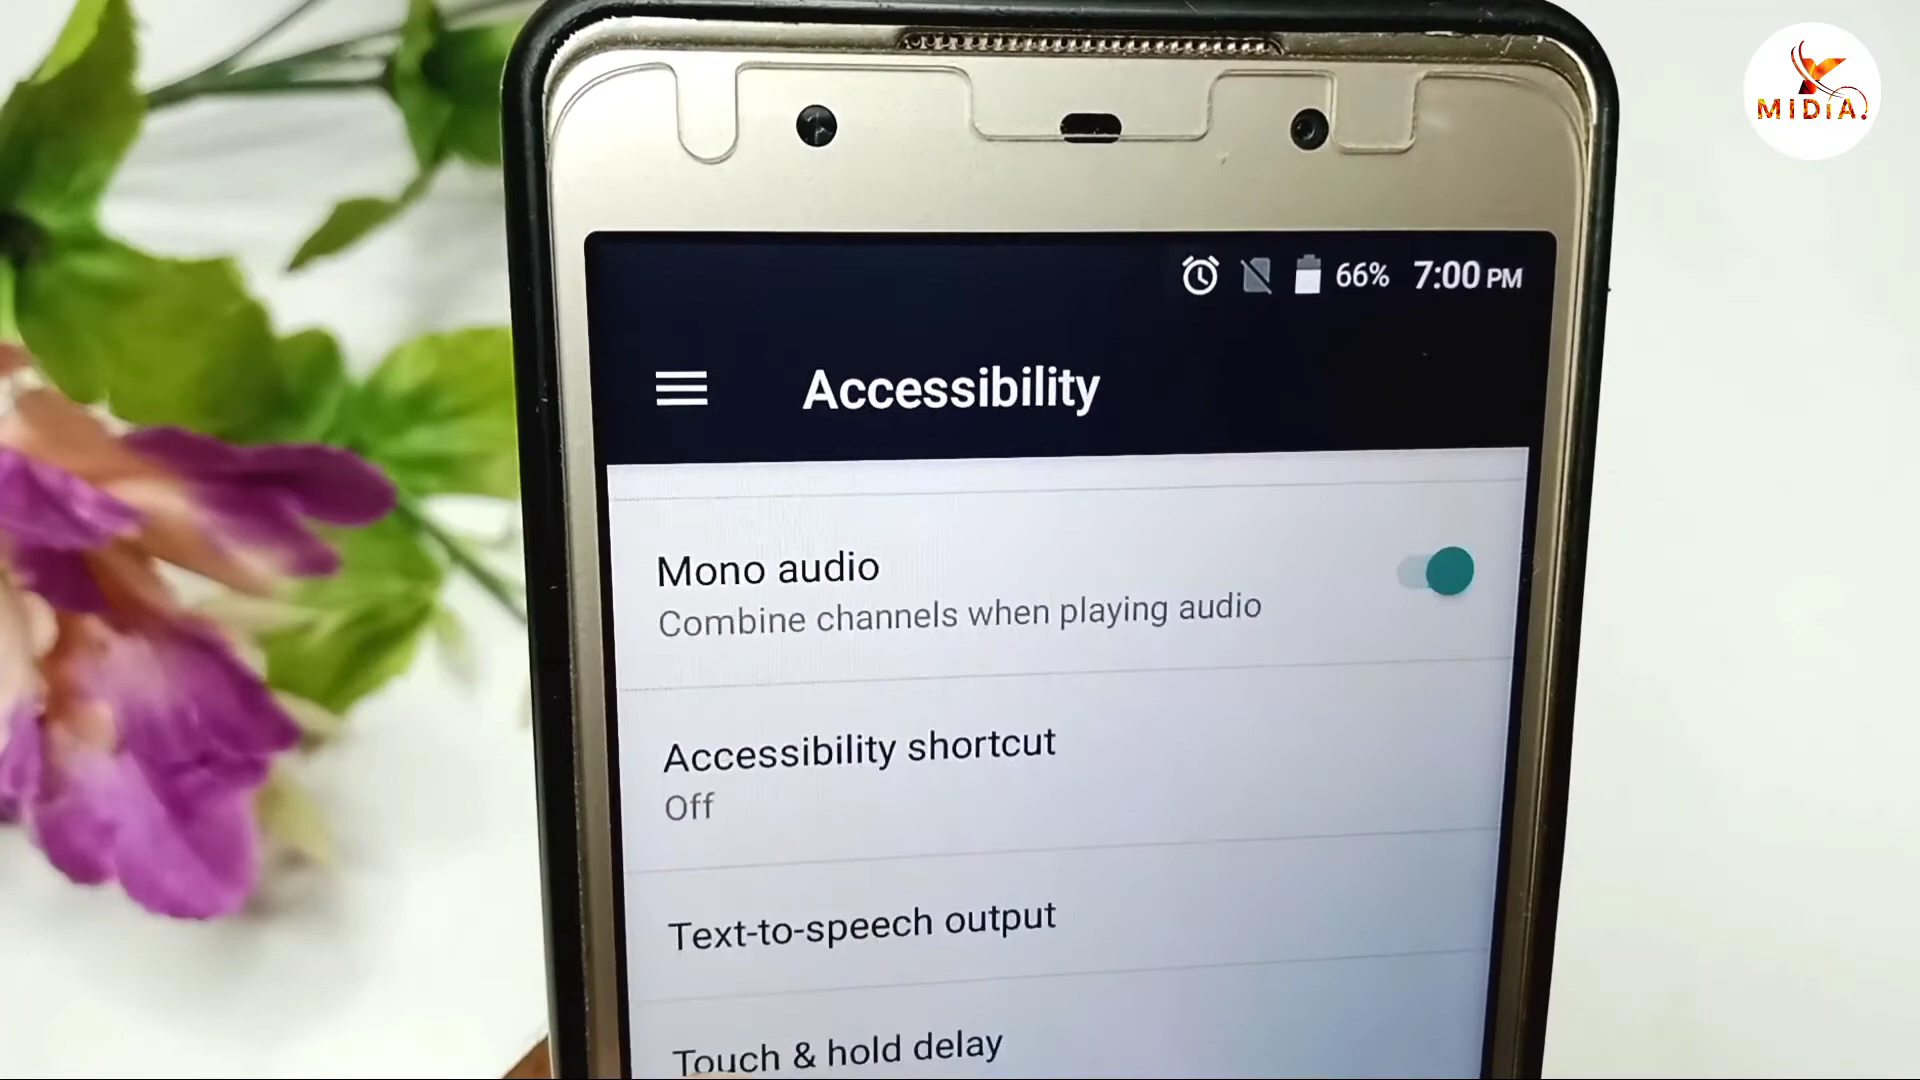 MIDiA.
66% 7:00 PM
Accessibility
Mono audio
Combine channels when playing audio
Accessibility shortcut
Off
Text-to-speech output
Touch & hold delay